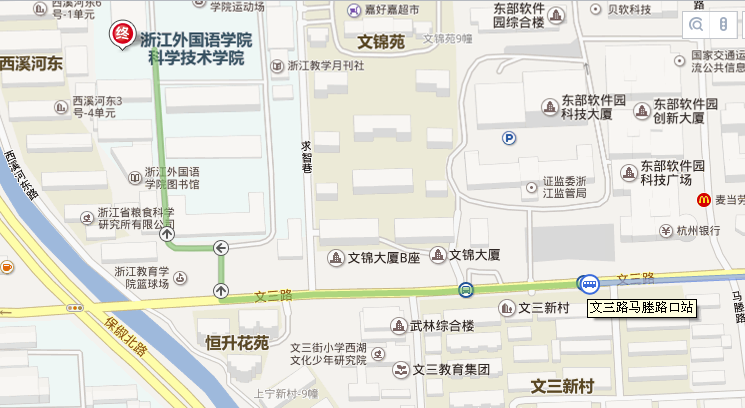 西溪河东6
号-1单元
学院运动场
嘉好嘉超市
东部软件
园综合楼
贝软科技
终
浙江外国语学院
科学技术学院
文锦苑
文锦苑9幢
国家交通运
流公共信息
西溪河东
浙江教学月刊社
西溪河东3
号-4单元
东部软件园
科技大厦
东部软件园
创新大厦
P
西溪河东路
求智巷
浙江外国语
学院图书馆
证监委浙
江监管局
东部软件园
科技广场
麦当劳
浙江省粮食科学
研究所有限公司
杭州银行
文锦大厦B座
文锦大厦
浙江教育学
院篮球场
文三路
文三路
文三路马塍路口站
马塍路
保俶北路
恒升花苑
武林综合楼
文三新村
文三街小学西湖
文化少年研究院
文三教育集团
文三新村
上宁新村-9幢